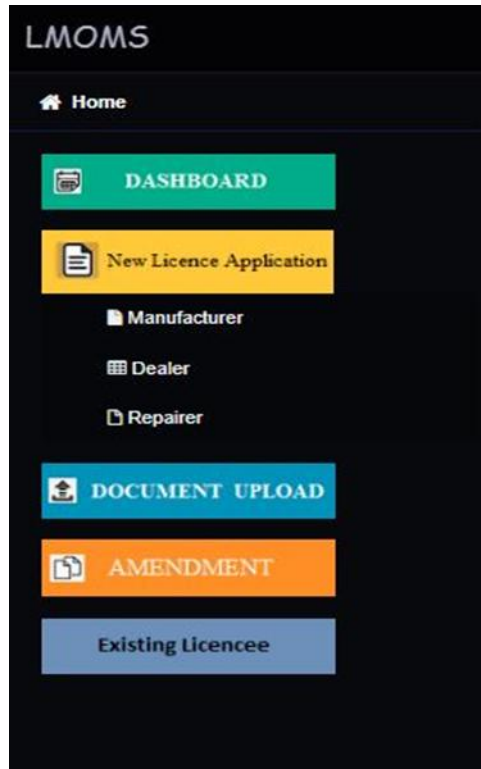 LMOMS
Home
DASHBOARD
New Licence Application
Manufacturer
Dealer
Repairer
DOCUMENT UPLOAD
AMENDMENT
Existing Licencee